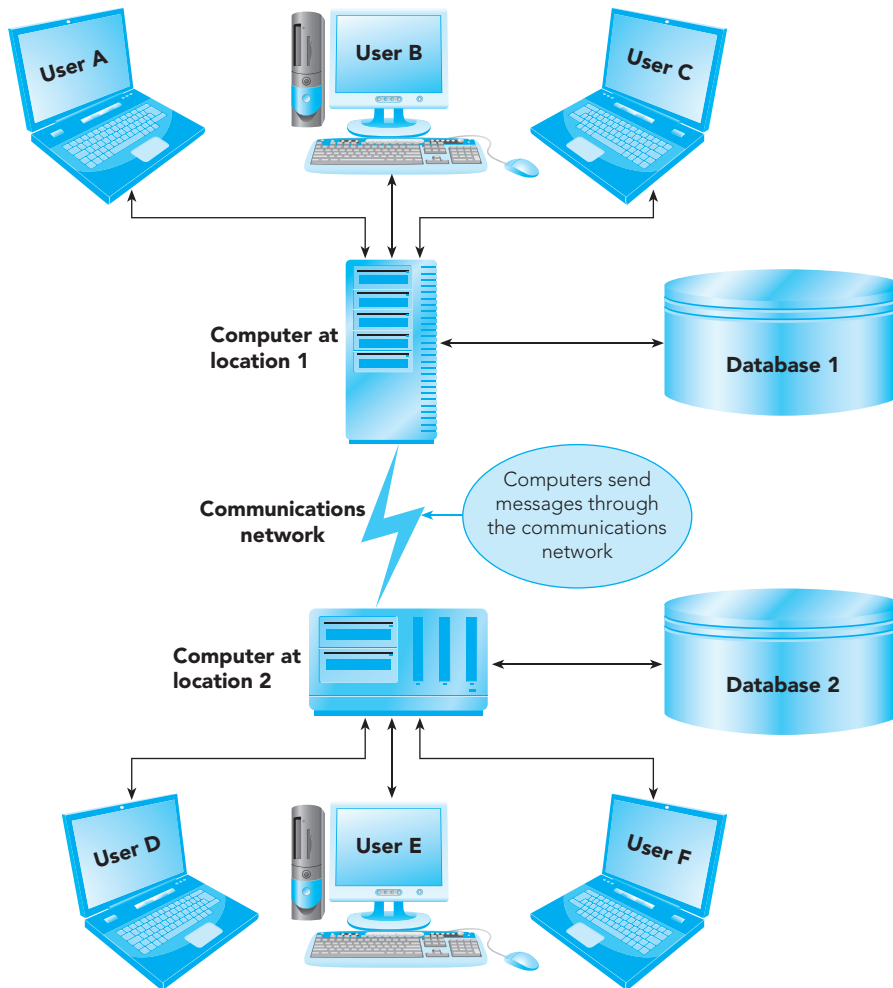 User A
User B
User C
Computer at
location 1
Database 1
Communications
network
Computers send
messages through
the communications
network
Computer at
location 2
Database 2
User D
User E
User F